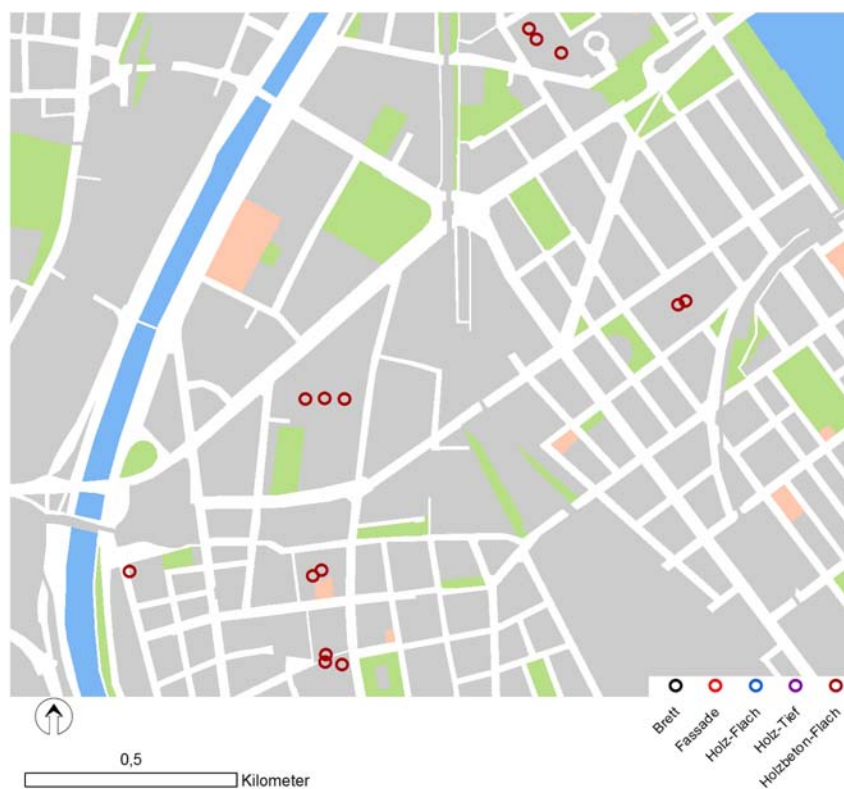 Brett
Fassade
Holz-Flach
Holz-Tief
Holzbeton-Flach
0,5
Kilometer